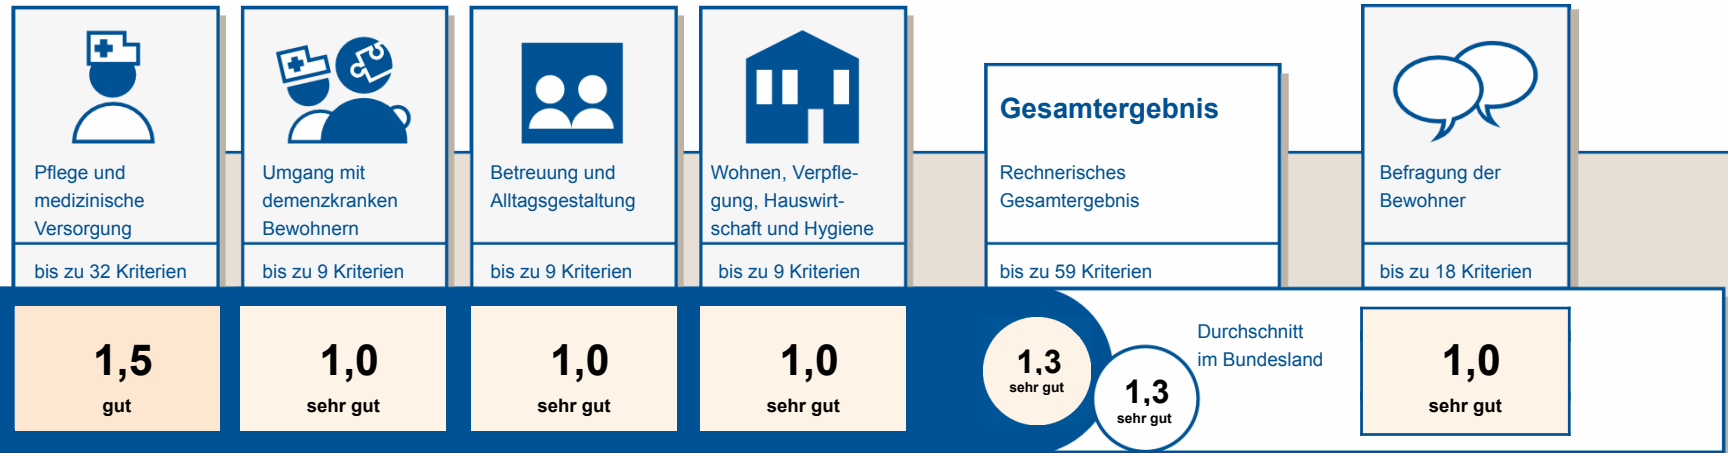 Pflege und
medizinische
Versorgung
bis zu 32 Kriterien
1,5
gut
Umgang mit
demenzkranken
Bewohnern
bis zu 9 Kriterien
1,0
sehr gut
Betreuung und
Alltagsgestaltung
bis zu 9 Kriterien
1,0
sehr gut
Wohnen, Verpfle-
gung, Hauswirt-
schaft und Hygiene
bis zu 9 Kriterien
1,0
sehr gut
Gesamtergebnis
Rechnerisches
Gesamtergebnis
bis zu 59 Kriterien
1,3
sehr gut
Durchschnitt
im Bundesland
1,3
sehr gut
Befragung der
Bewohner
bis zu 18 Kriterien
1,0
sehr gut